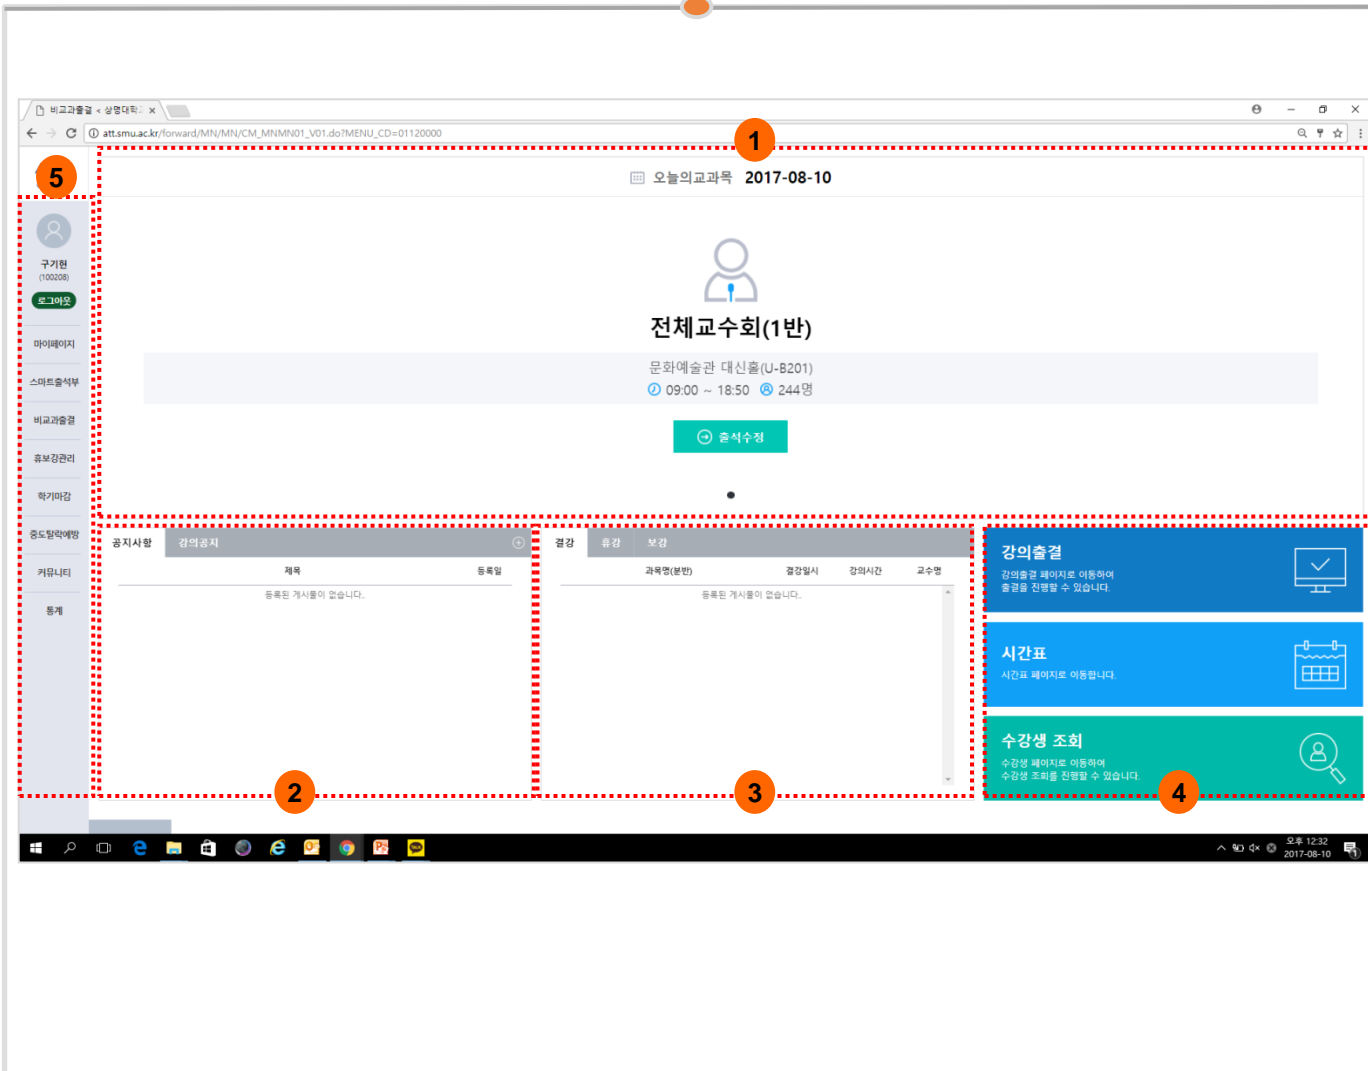 비교과출결 < 상명대학
att.smu.ac.kr/forward/MN/MN/CM_MNMN01_V01.do?MENU_CD=01120000
1
5
오늘의교과목 2017-08-10
구기현
(100208)
로그아웃
마이페이지
스마트출석부
비교과출결
휴보강관리
학기마감
중도탈락예방
커뮤니티
통계
전체교수회(1반)
문화예술관 대신홀(U-B201)
09:00 ~ 18:50 244명
출석수정
공지사항 강의공지
제목 등록일
등록된 게시물이 없습니다..
2
결강 휴강 보강
과목명(분반) 결강일시 강의시간 교수명
등록된 게시물이 없습니다..
3
강의출결
강의출결 페이지로 이동하여
출결을 진행할 수 있습니다.
시간표
시간표 페이지로 이동합니다.
수강생 조회
수강생 페이지로 이동하여
수강생 조회를 진행할 수 있습니다.
4
오후 12:32
2017-08-10